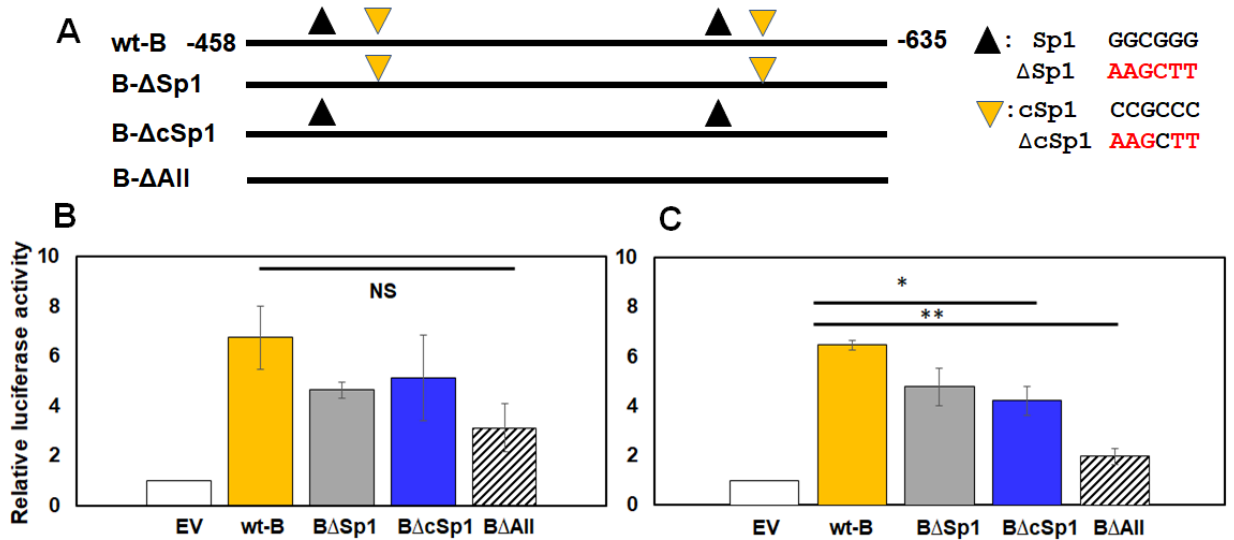 A
wt-B -458 -635
B-ΔSp1
B-ΔcSp1
B-ΔAll
: Sp1 GGCGGG
ΔSp1 AAGCTT
:cSp1 CCGCCC
ΔcSp1 AAGCTT
B
Relative luciferase activity
10
8
6
4
2
0
NS
EV wt-B BΔSp1 BΔcSp1 BΔAll
C
10
8
6
4
2
0
*
**
EV wt-B BΔSp1 BΔcSp1 BΔAll